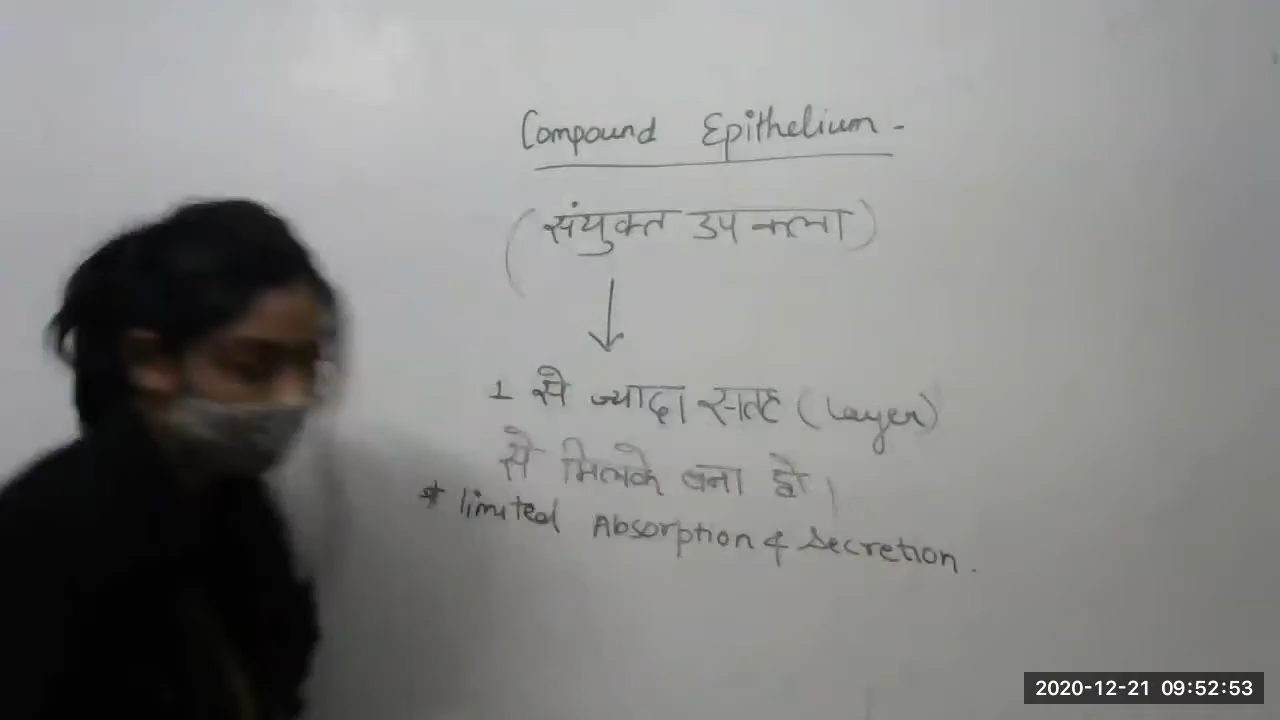 Compound Epithelium -
(संयुक्त उपकला)
1 से ज्यादा सतह (Layer)
से मिलके बना हो।
* limited Absorption & Secretion.
2020-12-21 09:52:53